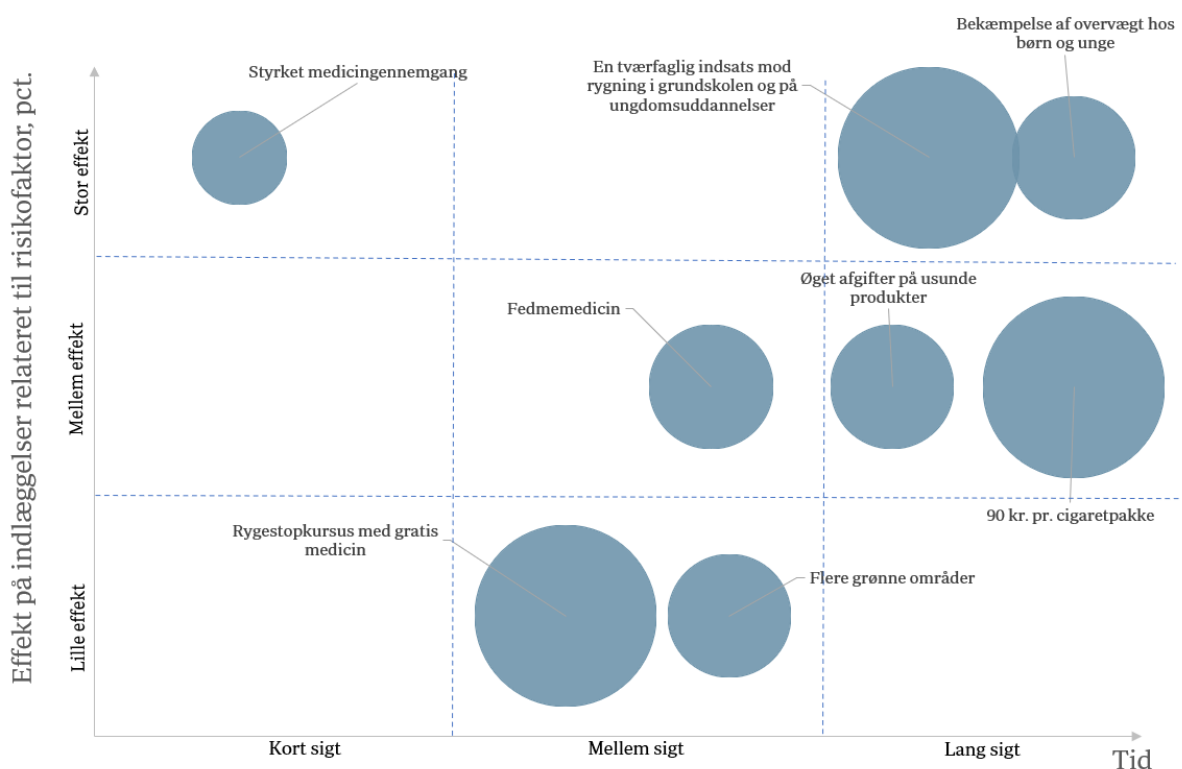 Bekæmpelse af overvægt hos
børn og unge
Styrket medicingennemgang
En tværfaglig indsats mod
rygning i grundskolen og på
ungdomsuddannelser
Effekt på indlæggelser relateret til risikofaktor, pct.
Stor effekt
Øget afgifter på usunde
produkter
Fedmemedicin
Mellem effekt
90 kr. pr. cigaretpakke
Rygestopkursus med gratis
medicin
Flere grønne områder
Lille effekt
Kort sigt
Mellem sigt
Lang sigt
Tid